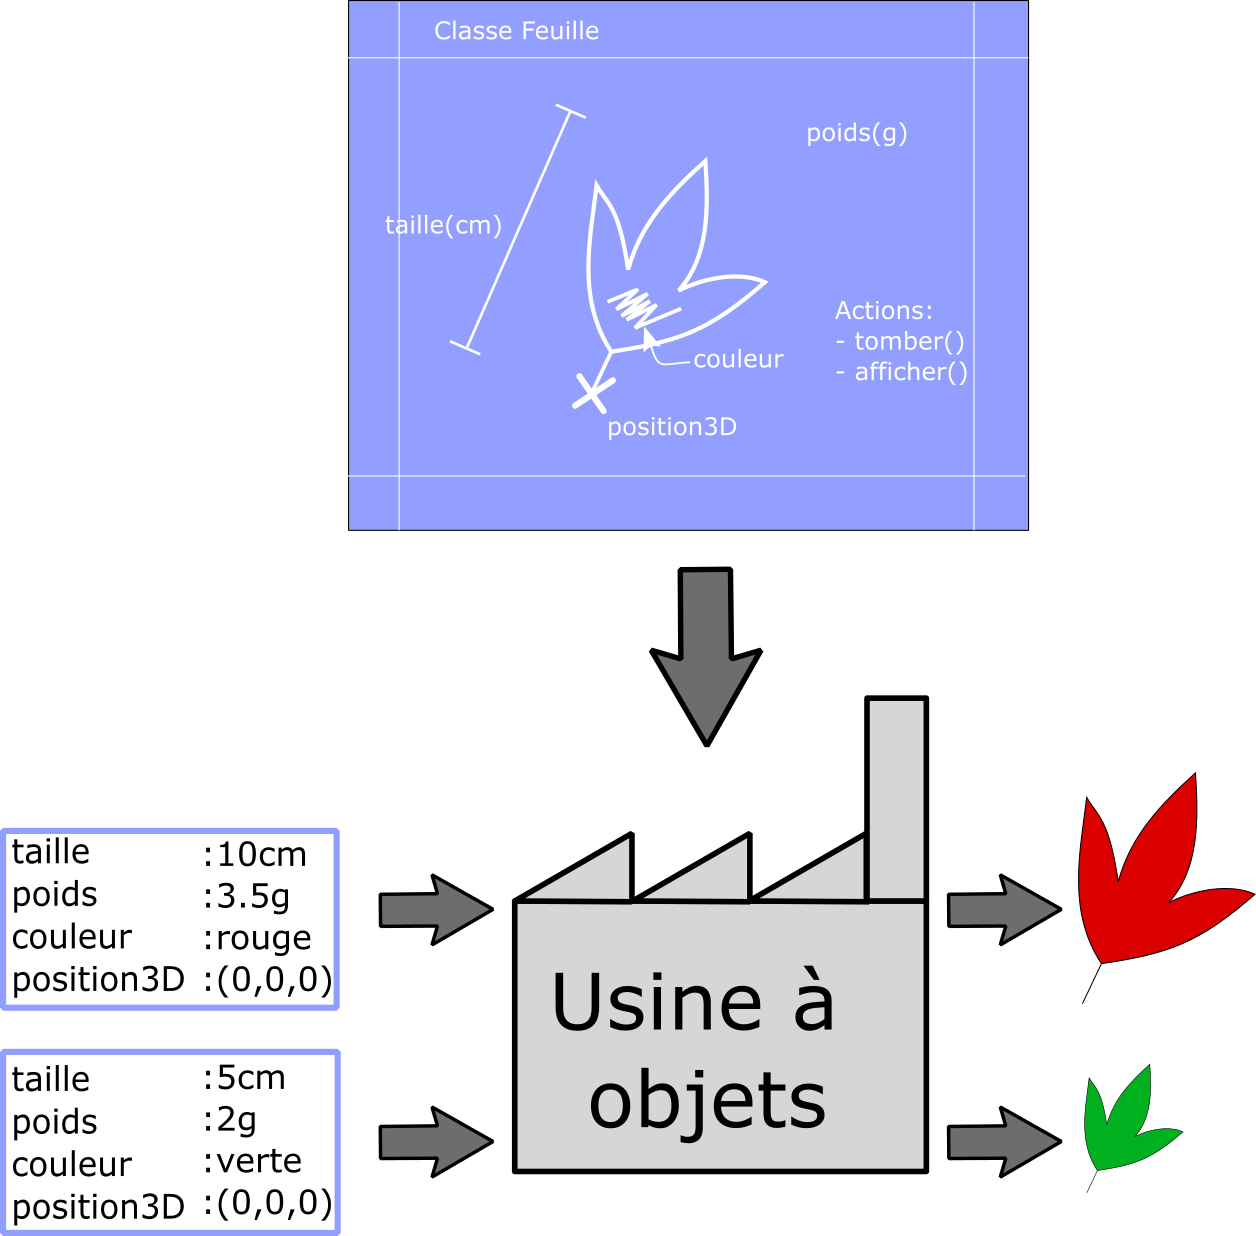 Classe Feuille
poids(g)
taille(cm)
Actions:
- tomber()
- afficher()
couleur
position3D
taille :10cm
poids :3.5g
couleur :rouge
position3D :(0,0,0)
Usine à
objets
taille :5cm
poids :2g
couleur :verte
position3D :(0,0,0)